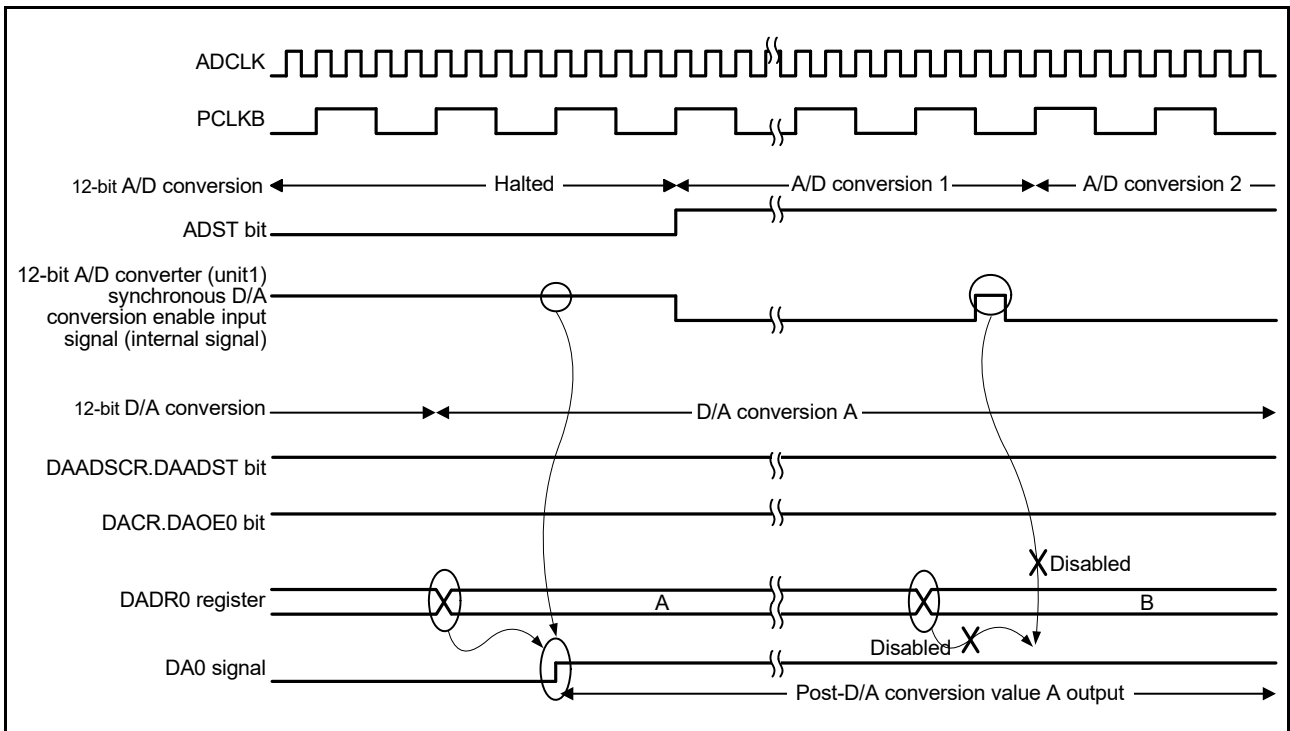 ADCLK
PCLKB
12-bit A/D conversion
Halted
A/D conversion 1
A/D conversion 2
ADST bit
12-bit A/D converter (unit1)
synchronous D/A
conversion enable input
signal (internal signal)
12-bit D/A conversion
D/A conversion A
DAADSCR.DAADST bit
DACR.DAOE0 bit
Disabled
DADR0 register
A
B
Disabled
DA0 signal
Post-D/A conversion value A output